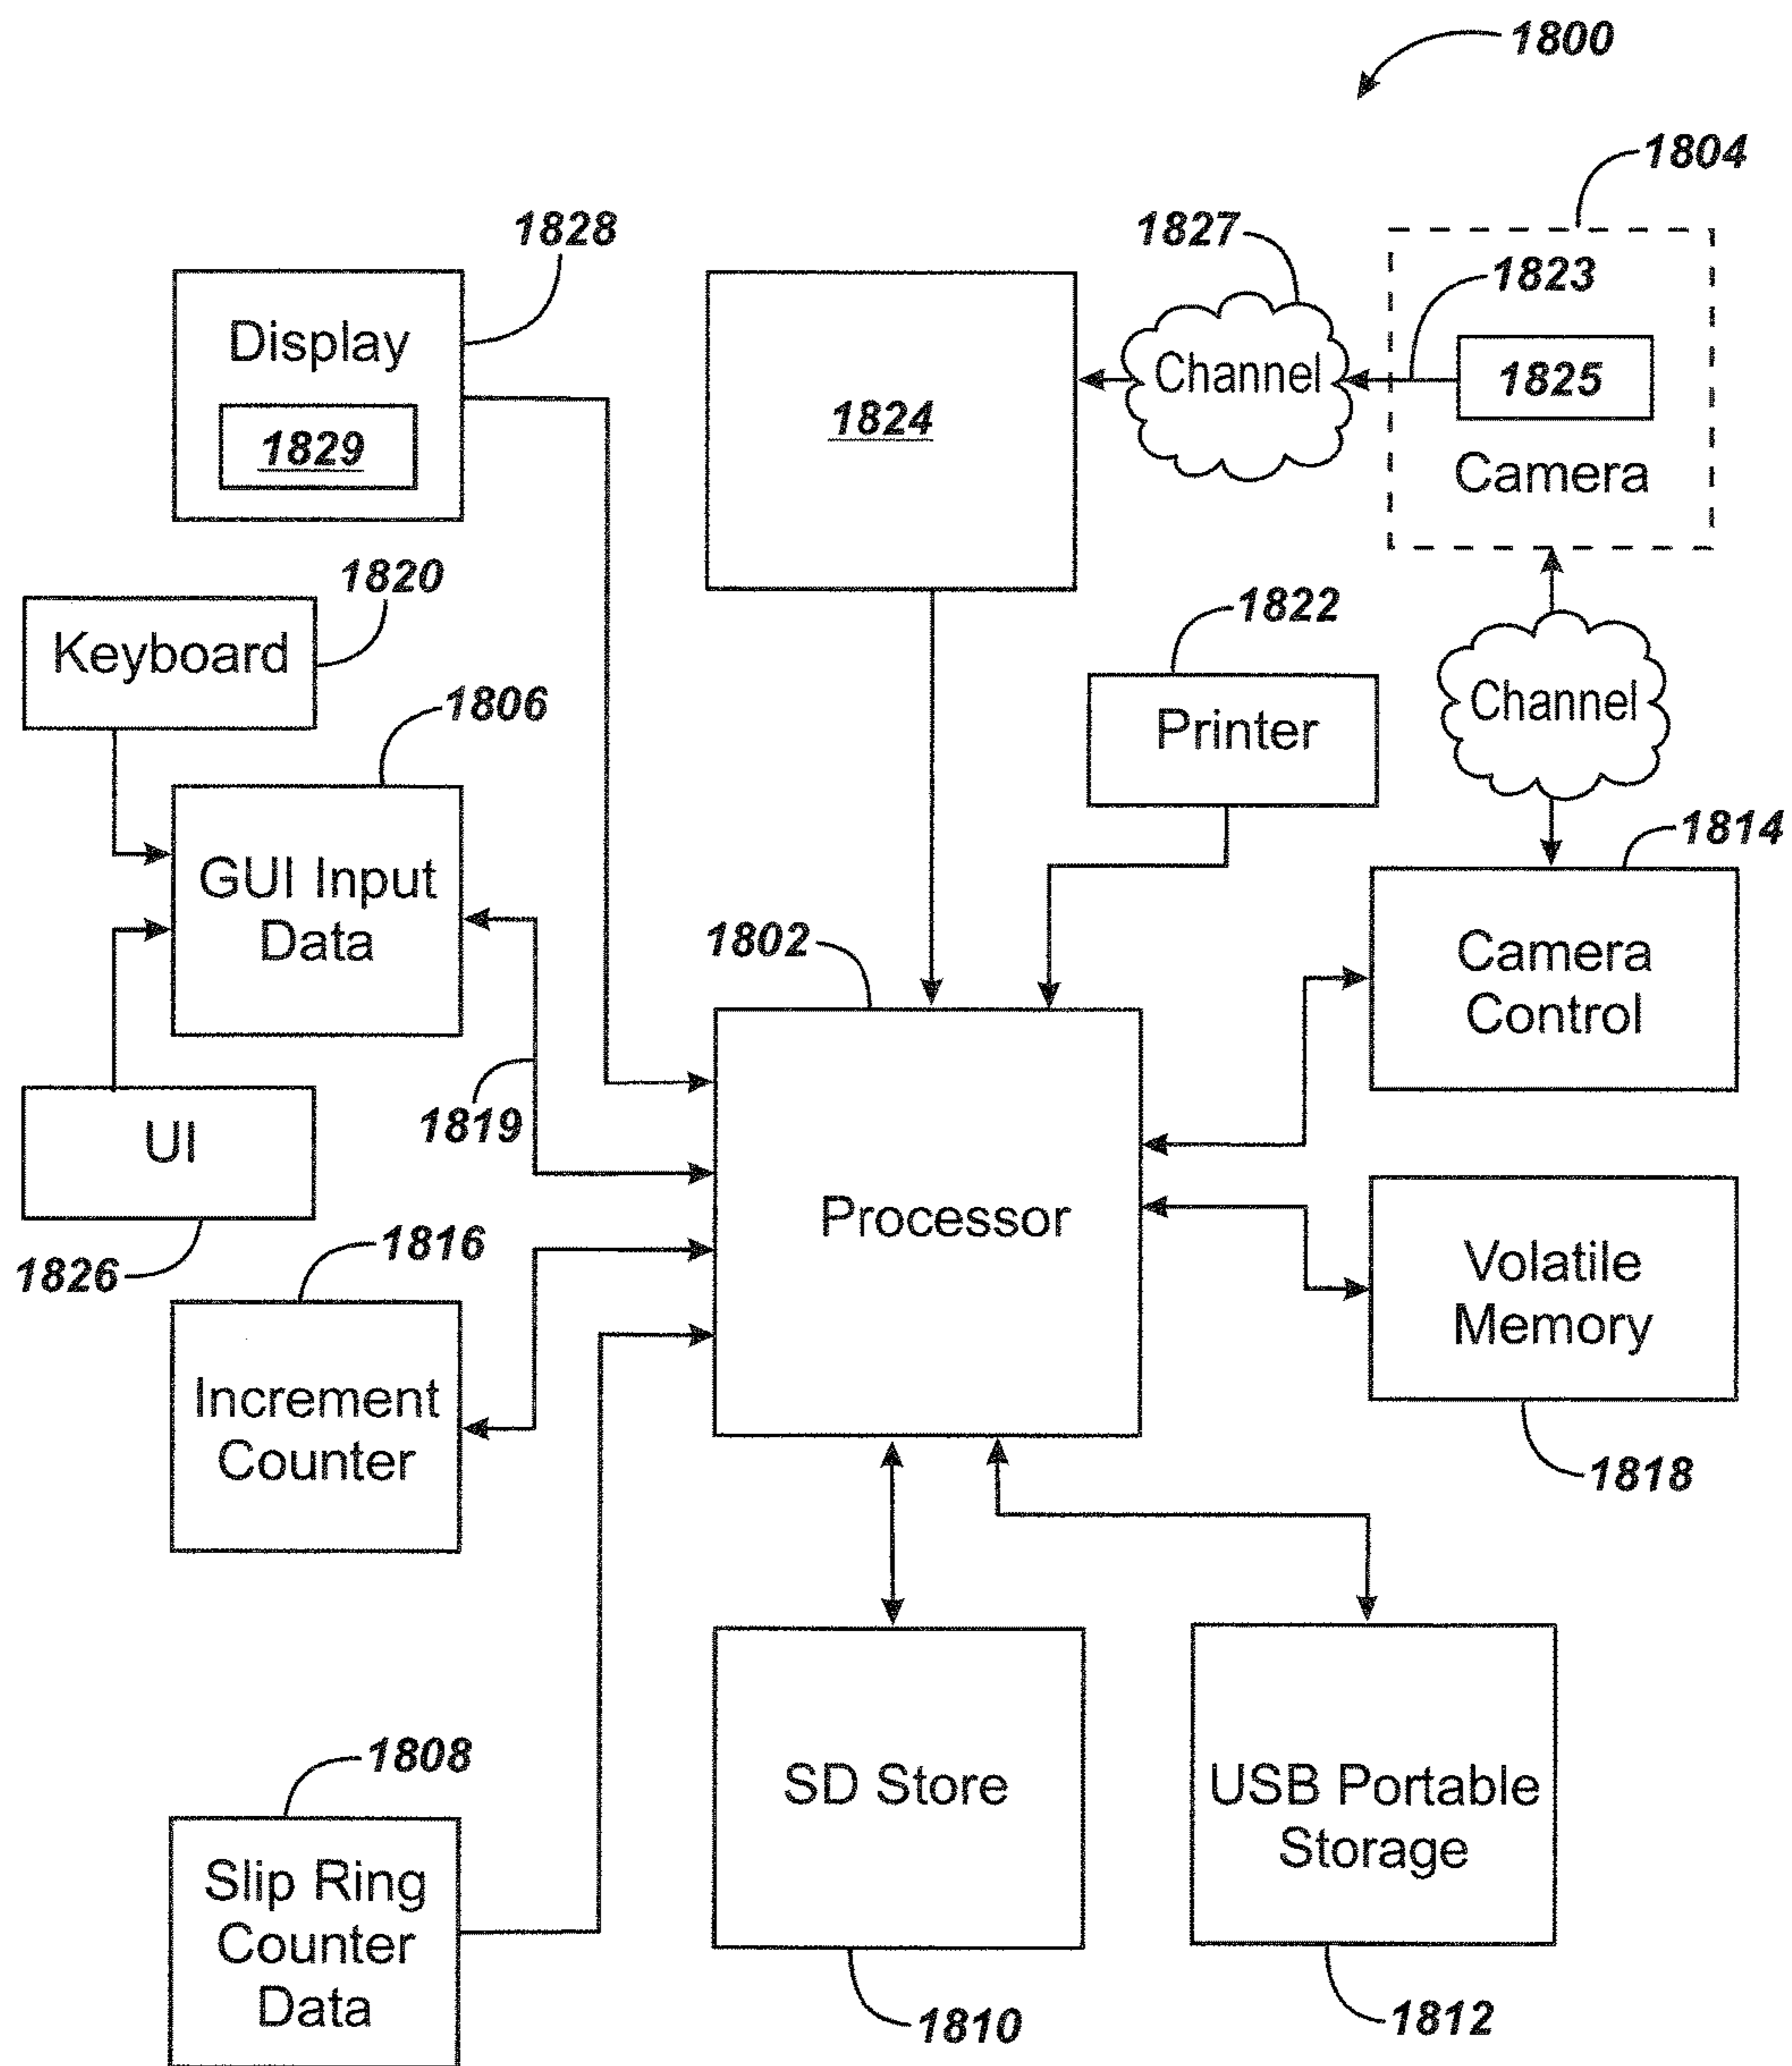 1800
1804
1828
1827
1823
Display
1829
1824
Channel
1825
Camera
1820
Keyboard
1822
1806
Printer
Channel
1814
GUI Input
Data
1802
Camera
Control
1819
UI
1826
1816
Processor
Volatile
Memory
Increment
Counter
1818
1808
SD Store
USB Portable
Storage
Slip Ring
Counter
Data
1810
1812